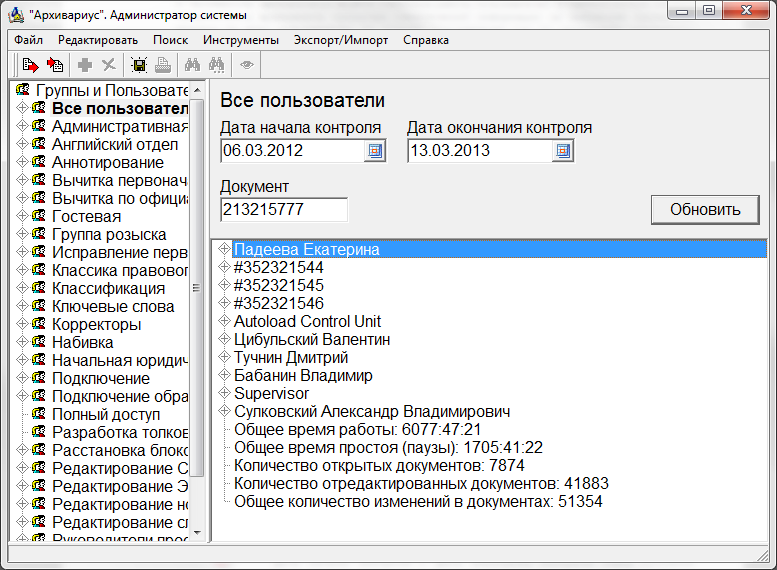 "Архивариус". Администратор системы
Файл Редактировать Поиск Инструменты Экспорт/Импорт Справка
Группы и Пользовате
Все пользовател
Административная
Английский отдел
Аннотирование
Вычитка первонач
Вычитка по официа
Гостевая
Группа розыска
Исправление перв
Классика правовог
Классификация
Ключевые слова
Корректоры
Набивка
Начальная юридич
Подключение
Подключение обра
Полный доступ
Разработка толков
Расстановка блоко
Редактирование С
Редактирование Э
Редактирование но
Редактирование сп
Руководители прое
Все пользователи
Дата начала контроля Дата окончания контроля
06.03.2012 13.03.2013
Документ
213215777
Обновить
Падеева Екатерина
#352321544
#352321545
#352321546
Autoload Control Unit
Цибульский Валентин
Тучнин Дмитрий
Бабанин Владимир
Supervisor
Сулковский Александр Владимирович
Общее время работы: 6077:47:21
Общее время простоя (паузы): 1705:41:22
Количество открытых документов: 7874
Количество отредактированных документов: 41883
Общее количество изменений в документах: 51354